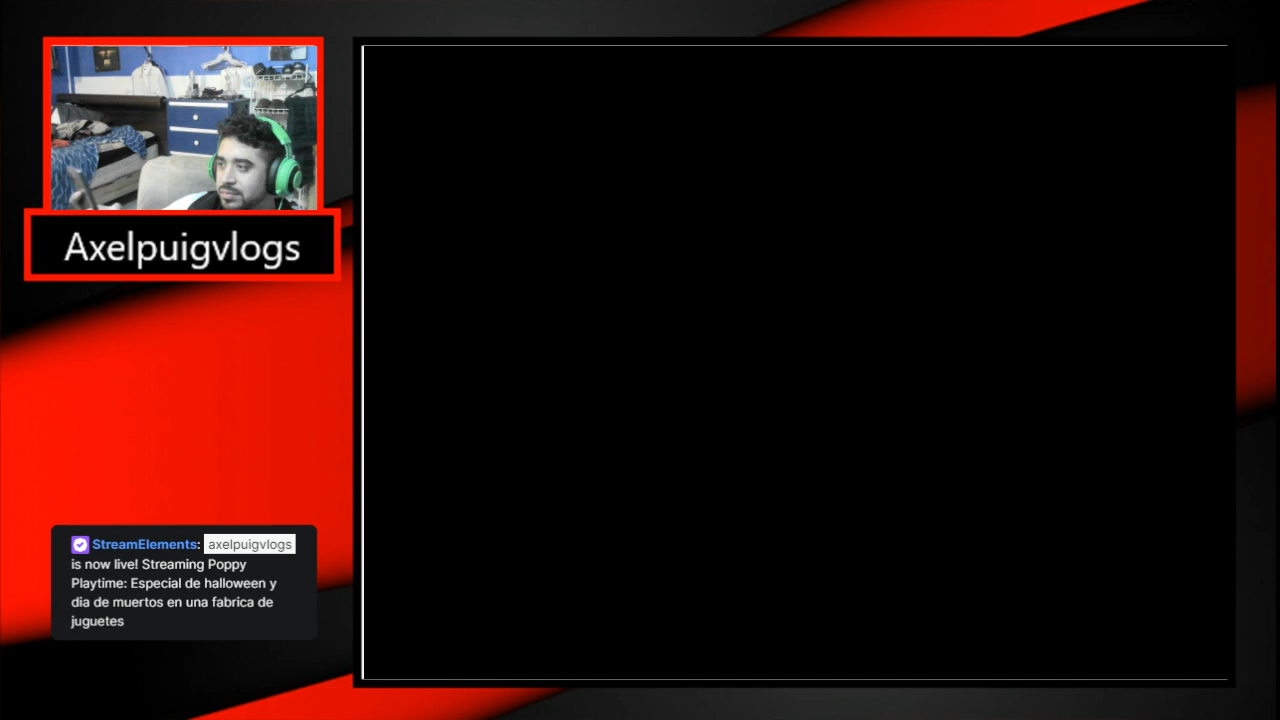 Axelpuigvlogs
StreamElements: axelpuigvlogs
is now live! Streaming Poppy
Playtime: Especial de halloween y
dia de muertos en una fabrica de
juguetes